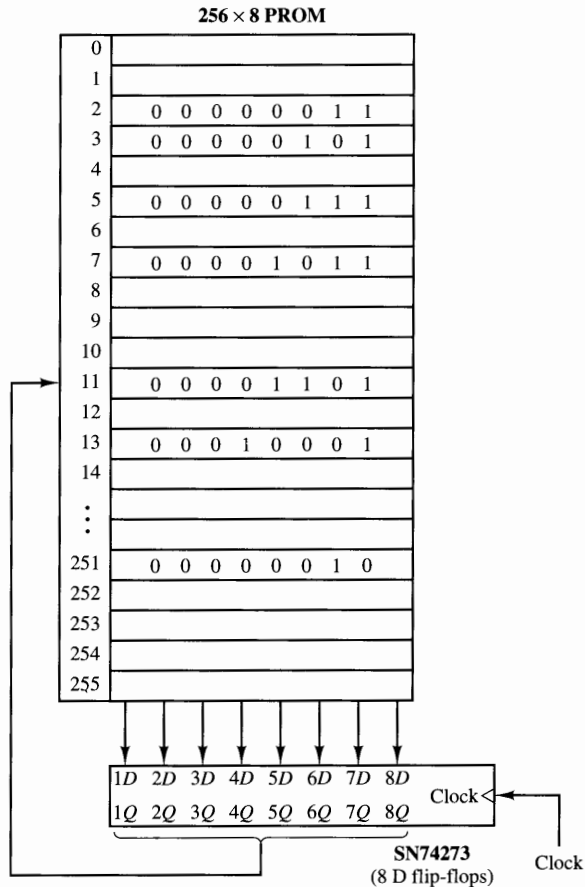 256 × 8 PROM
0
1
2 0 0 0 0 0 0 1 1
3 0 0 0 0 0 1 0 1
4
5 0 0 0 0 0 1 1 1
6
7 0 0 0 0 1 0 1 1
8
9
10
11 0 0 0 0 1 1 0 1
12
13 0 0 0 1 0 0 0 1
14
⋮
251 0 0 0 0 0 0 1 0
252
253
254
255
1D 2D 3D 4D 5D 6D 7D 8D
Clock
1Q 2Q 3Q 4Q 5Q 6Q 7Q 8Q
SN74273
(8 D flip-flops)
Clock